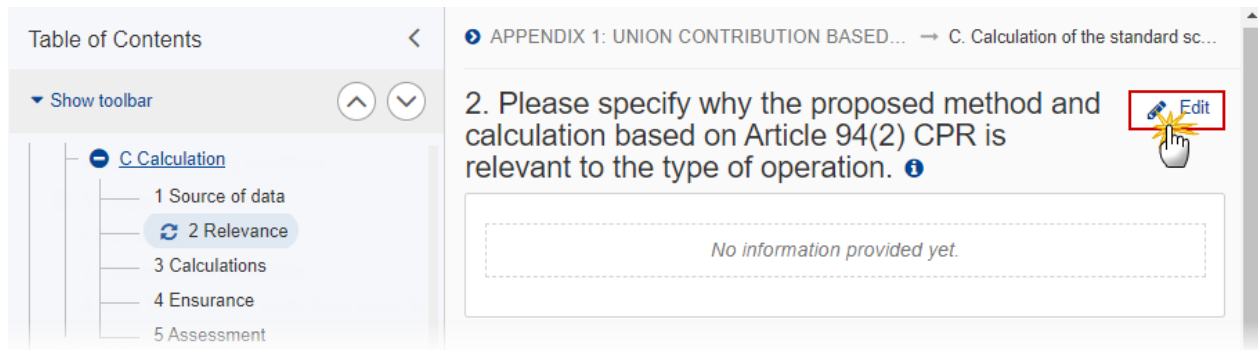 Table of Contents
Show toolbar
C Calculation
1 Source of data
2 Relevance
3 Calculations
4 Ensurance
5 Assessment
APPENDIX 1: UNION CONTRIBUTION BASED... → C. Calculation of the standard sc...
2. Please specify why the proposed method and
calculation based on Article 94(2) CPR is
relevant to the type of operation.
Edit
No information provided yet.